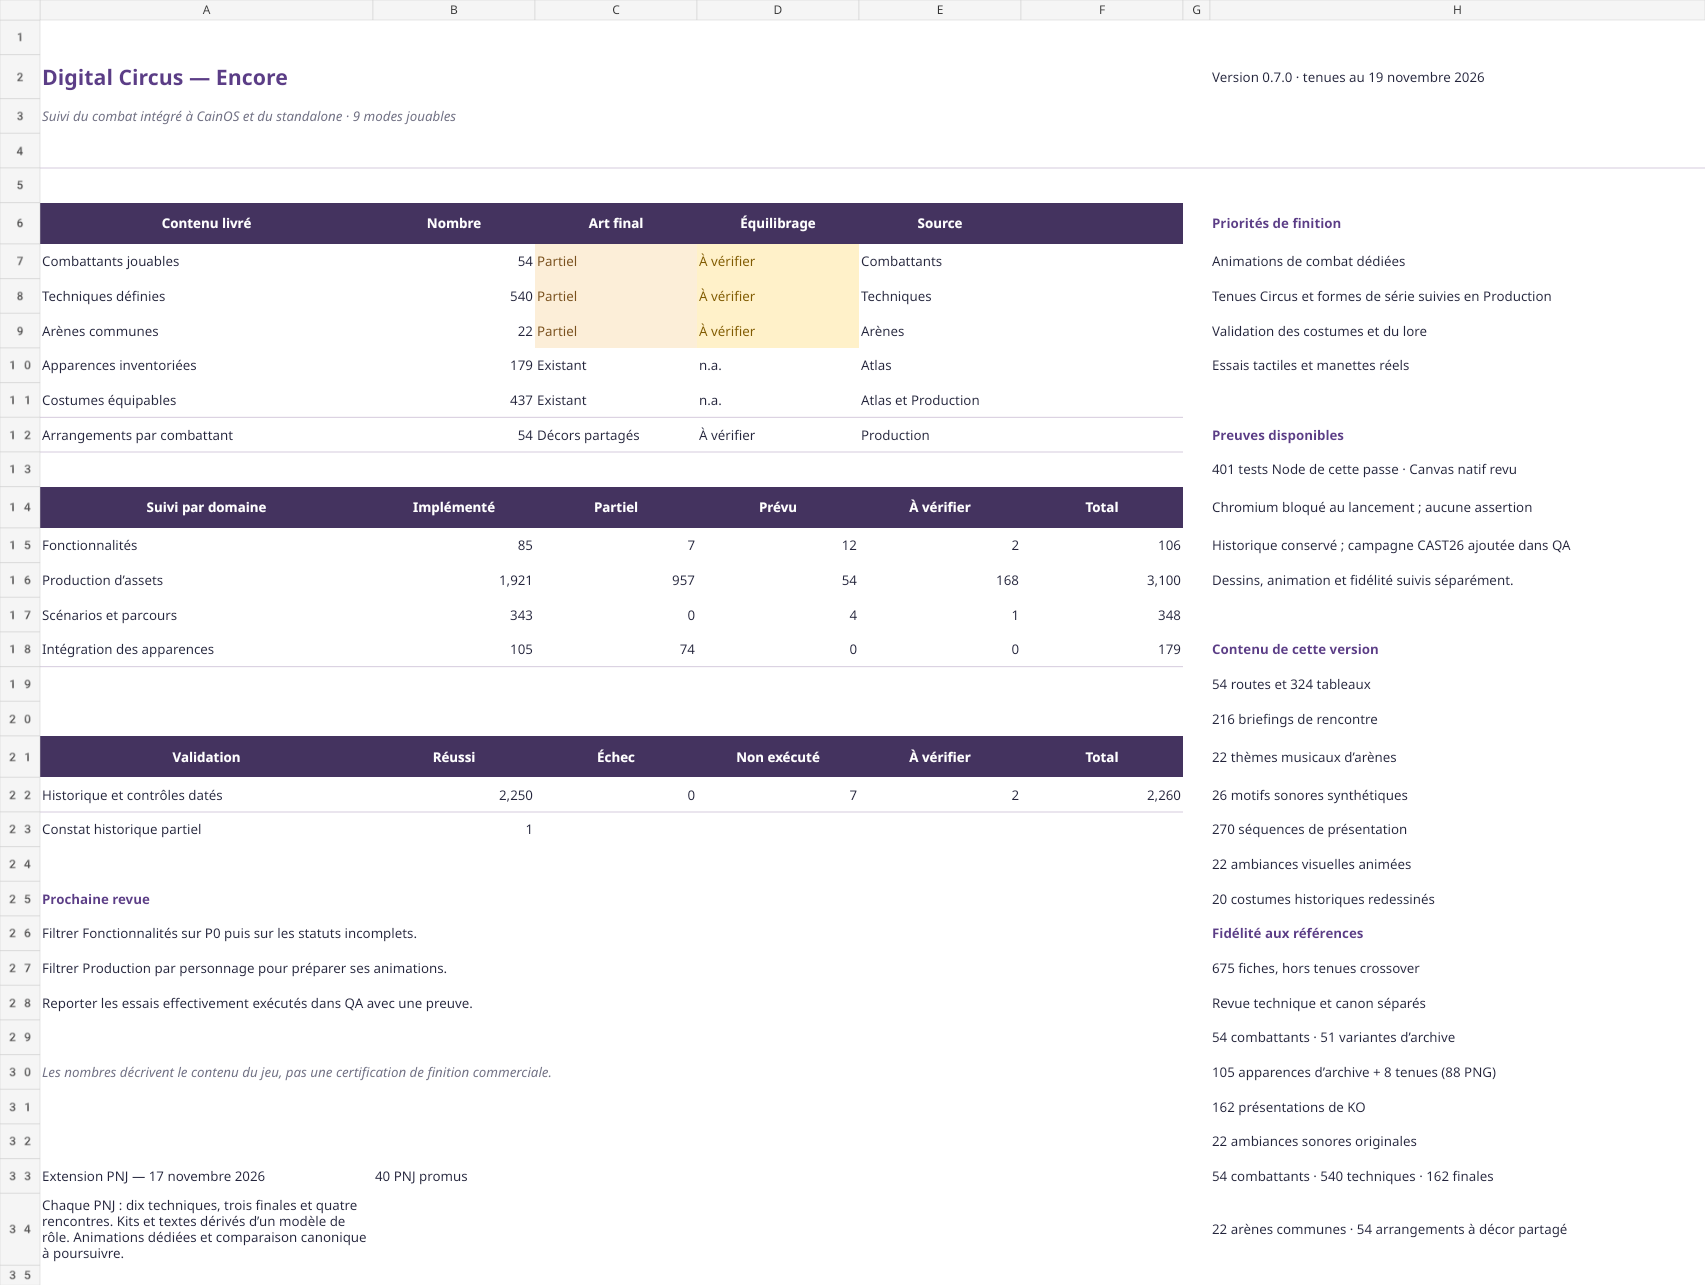 A B C D E F G H
1
2 Digital Circus — Encore Version 0.7.0 · tenues au 19 novembre 2026
3 Suivi du combat intégré à CainOS et du standalone · 9 modes jouables
4
5
6 Contenu livré Nombre Art final Équilibrage Source Priorités de finition
7 Combattants jouables 54 Partiel À vérifier Combattants Animations de combat dédiées
8 Techniques définies 540 Partiel À vérifier Techniques Tenues Circus et formes de série suivies en Production
9 Arènes communes 22 Partiel À vérifier Arènes Validation des costumes et du lore
10 Apparences inventoriées 179 Existant n.a. Atlas Essais tactiles et manettes réels
11 Costumes équipables 437 Existant n.a. Atlas et Production
12 Arrangements par combattant 54 Décors partagés À vérifier Production Preuves disponibles
13 401 tests Node de cette passe · Canvas natif revu
14 Suivi par domaine Implémenté Partiel Prévu À vérifier Total Chromium bloqué au lancement ; aucune assertion
15 Fonctionnalités 85 7 12 2 106 Historique conservé ; campagne CAST26 ajoutée dans QA
16 Production d’assets 1,921 957 54 168 3,100 Dessins, animation et fidélité suivis séparément.
17 Scénarios et parcours 343 0 4 1 348
18 Intégration des apparences 105 74 0 0 179 Contenu de cette version
19 54 routes et 324 tableaux
20 216 briefings de rencontre
21 Validation Réussi Échec Non exécuté À vérifier Total 22 thèmes musicaux d’arènes
22 Historique et contrôles datés 2,250 0 7 2 2,260 26 motifs sonores synthétiques
23 Constat historique partiel 1 270 séquences de présentation
24 22 ambiances visuelles animées
25 Prochaine revue 20 costumes historiques redessinés
26 Filtrer Fonctionnalités sur P0 puis sur les statuts incomplets. Fidélité aux références
27 Filtrer Production par personnage pour préparer ses animations. 675 fiches, hors tenues crossover
28 Reporter les essais effectivement exécutés dans QA avec une preuve. Revue technique et canon séparés
29 54 combattants · 51 variantes d’archive
30 Les nombres décrivent le contenu du jeu, pas une certification de finition commerciale. 105 apparences d’archive + 8 tenues (88 PNG)
31 162 présentations de KO
32 22 ambiances sonores originales
33 Extension PNJ — 17 novembre 2026 40 PNJ promus 54 combattants · 540 techniques · 162 finales
Chaque PNJ : dix techniques, trois finales et quatre
rencontres. Kits et textes dérivés d’un modèle de
34 rôle. Animations dédiées et comparaison canonique 22 arènes communes · 54 arrangements à décor partagé
à poursuivre.
35